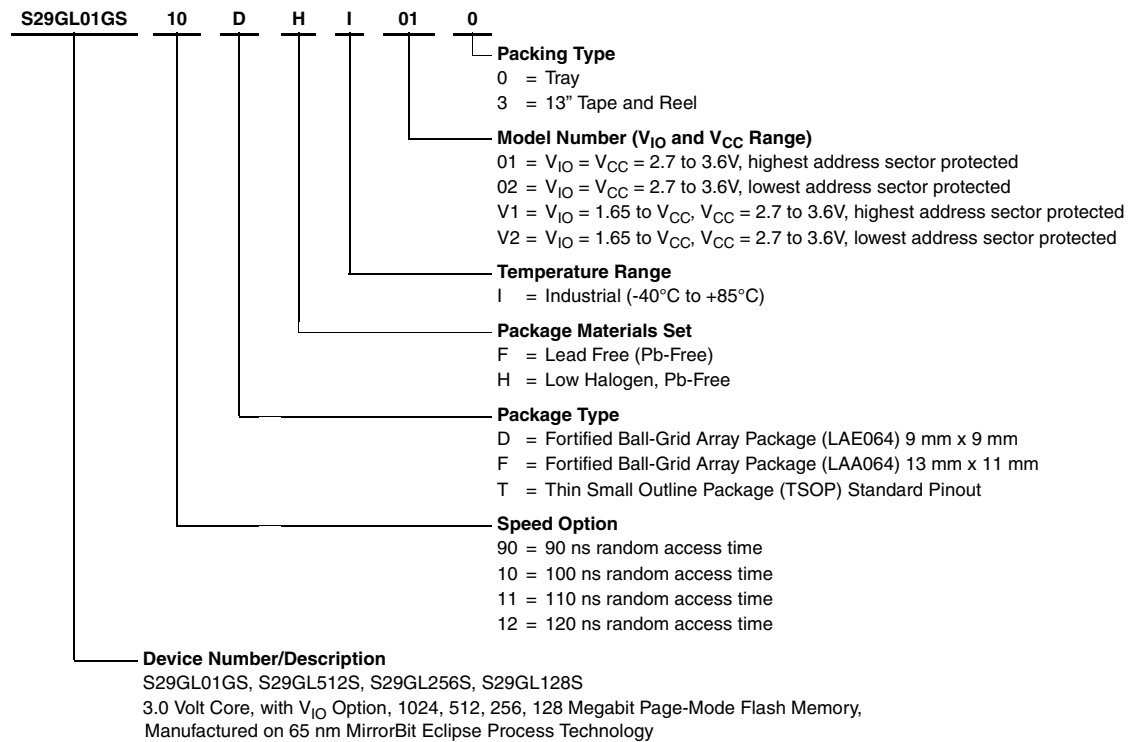 S29GL01GS 10 D H I 01 0
Packing Type
0 = Tray
3 = 13” Tape and Reel
Model Number (VIO and VCC Range)
01 = VIO = VCC = 2.7 to 3.6V, highest address sector protected
02 = VIO = VCC = 2.7 to 3.6V, lowest address sector protected
V1 = VIO = 1.65 to VCC, VCC = 2.7 to 3.6V, highest address sector protected
V2 = VIO = 1.65 to VCC, VCC = 2.7 to 3.6V, lowest address sector protected
Temperature Range
I = Industrial (-40°C to +85°C)
Package Materials Set
F = Lead Free (Pb-Free)
H = Low Halogen, Pb-Free
Package Type
D = Fortified Ball-Grid Array Package (LAE064) 9 mm x 9 mm
F = Fortified Ball-Grid Array Package (LAA064) 13 mm x 11 mm
T = Thin Small Outline Package (TSOP) Standard Pinout
Speed Option
90 = 90 ns random access time
10 = 100 ns random access time
11 = 110 ns random access time
12 = 120 ns random access time
Device Number/Description
S29GL01GS, S29GL512S, S29GL256S, S29GL128S
3.0 Volt Core, with VIO Option, 1024, 512, 256, 128 Megabit Page-Mode Flash Memory,
Manufactured on 65 nm MirrorBit Eclipse Process Technology